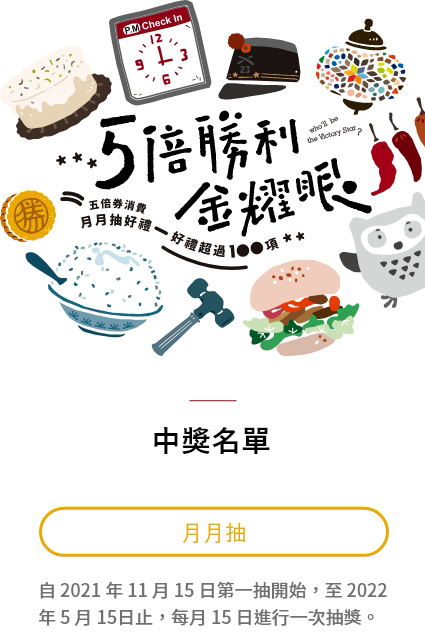 P.M Check In
12
9 3
6
23
5倍勝利
金耀眼
who'll be
the Victory Star?
勝
五倍券消費
月月抽好禮
好禮超過100項
中獎名單
月月抽
自 2021 年 11 月 15 日第一抽開始，至 2022
年 5 月 15日止，每月 15 日進行一次抽獎。